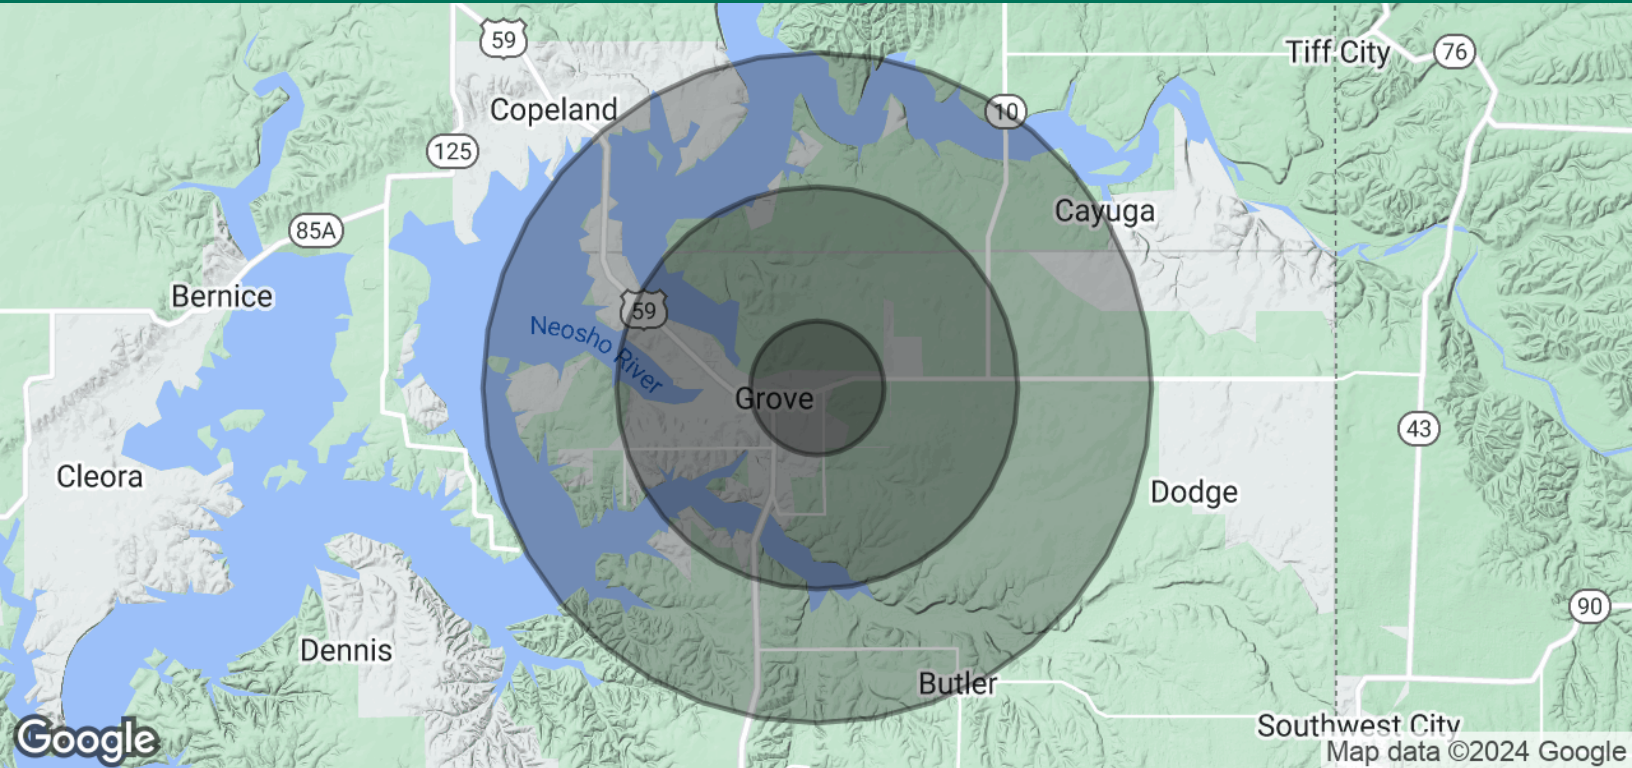 59
Tiff City
76
Copeland
10
125
Cayuga
85A
Bernice
59
Neosho River
Grove
43
Cleora
Dodge
90
Dennis
Butler
Southwest City
Google
Map data ©2024 Google